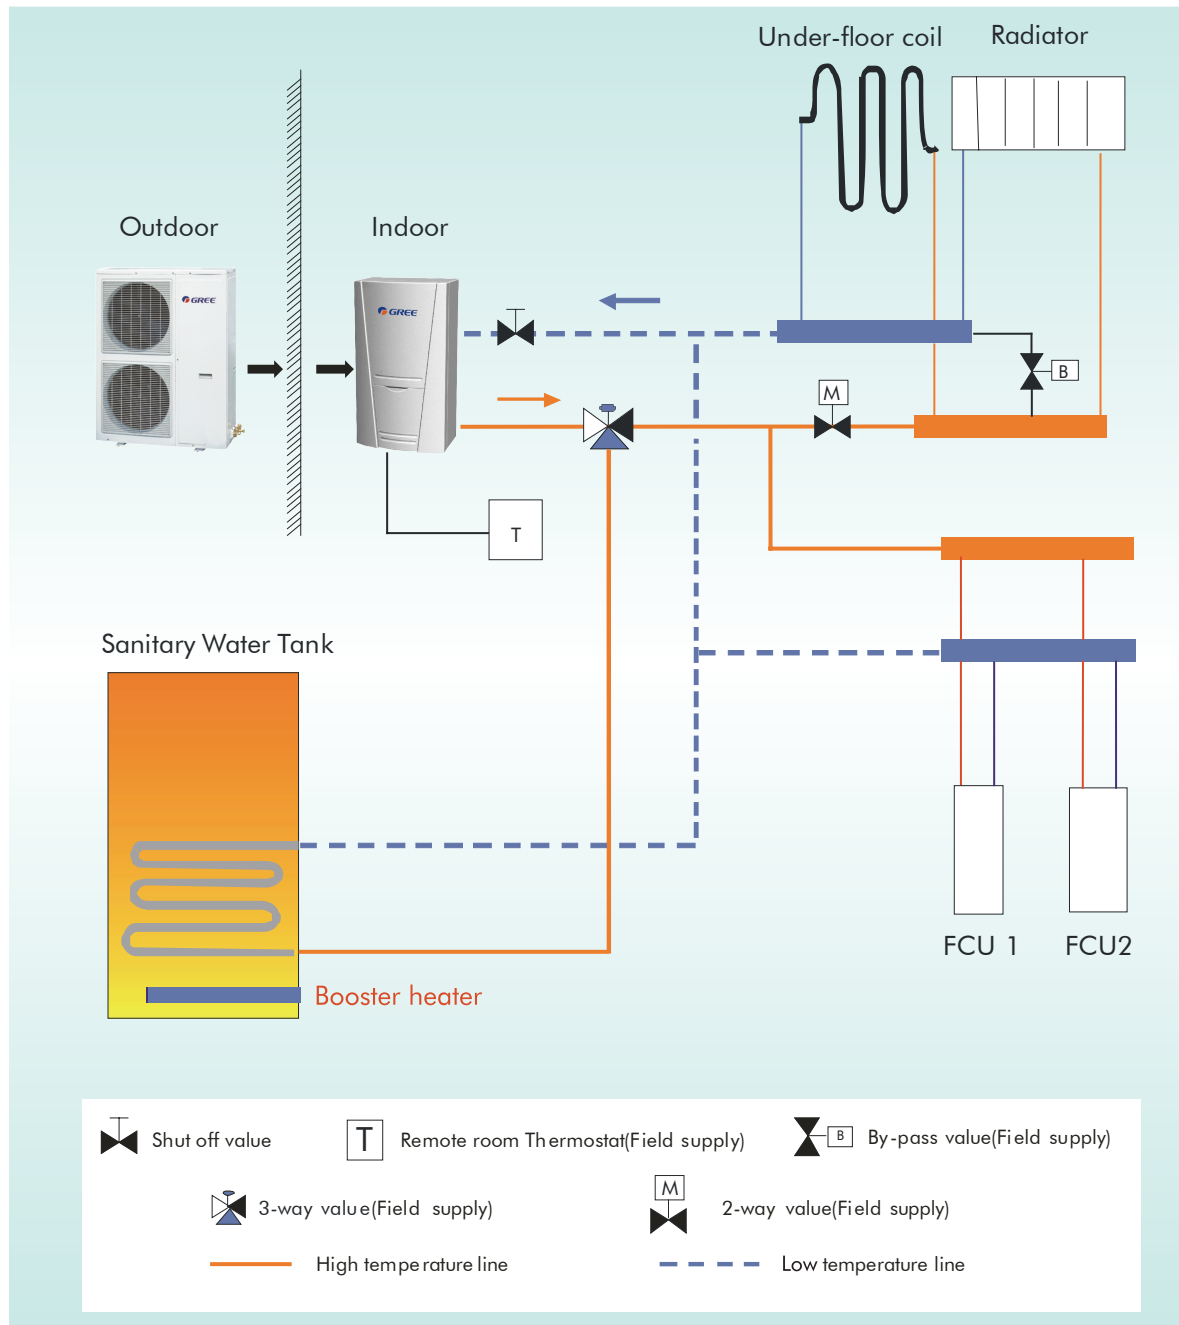 Under-floor coil
Radiator
Outdoor
Indoor
GREE
GREE
M
B
T
Sanitary Water Tank
FCU 1
FCU2
Booster heater
Shut off value
T
Remote room Thermostat(Field supply)
B
By-pass value(Field supply)
3-way value(Field supply)
M
2-way value(Field supply)
High temperature line
Low temperature line